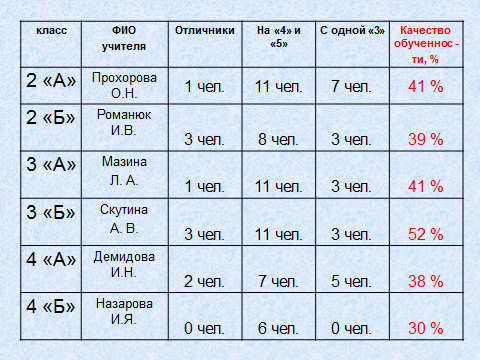 класс ФИО учителя Отличники На «4» и «5» С одной «3» Качество обученнос - ти, %
2 «А» Прохорова О.Н. 1 чел. 11 чел. 7 чел. 41 %
2 «Б» Романюк И.В. 3 чел. 8 чел. 3 чел. 39 %
3 «А» Мазина Л. А. 1 чел. 11 чел. 3 чел. 41 %
3 «Б» Скутина А. В. 3 чел. 11 чел. 3 чел. 52 %
4 «А» Демидова И.Н. 2 чел. 7 чел. 5 чел. 38 %
4 «Б» Назарова И.Я. 0 чел. 6 чел. 0 чел. 30 %